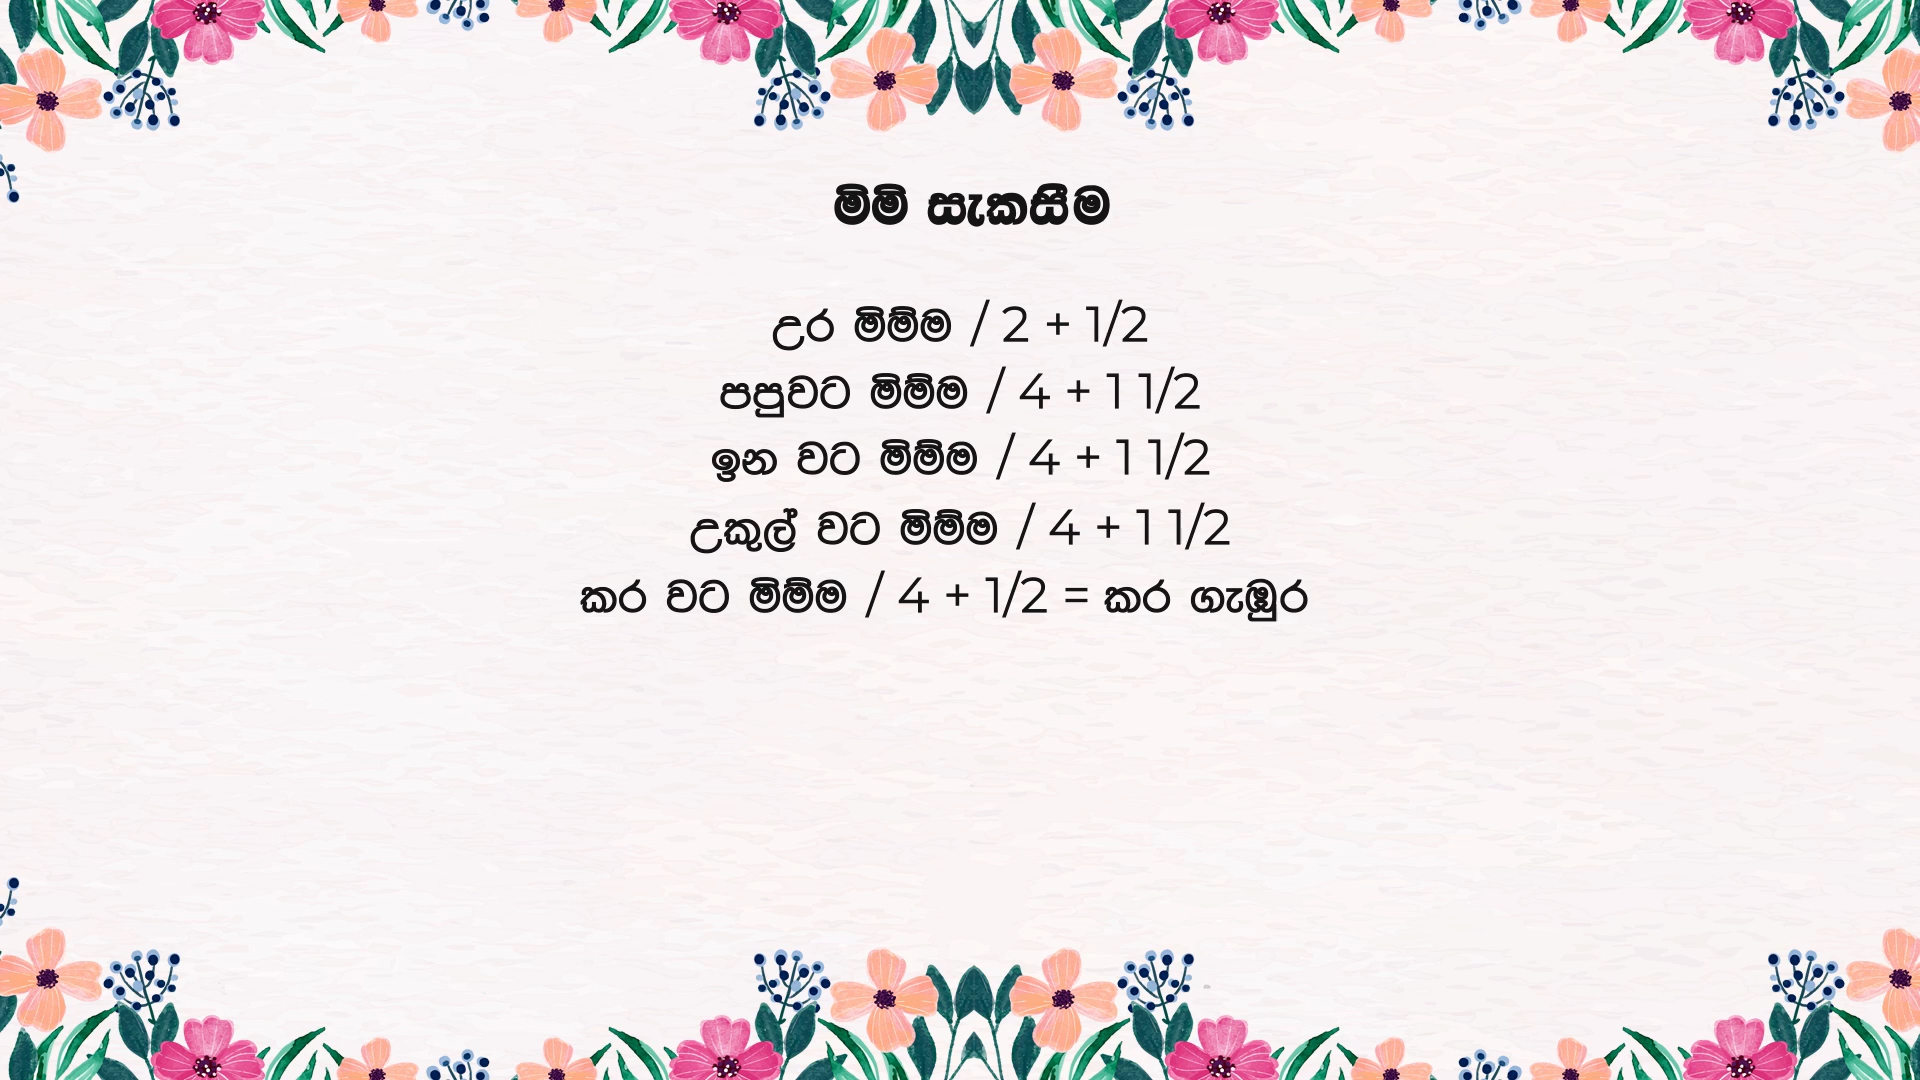 මිමි සැකසීම
උර මිම්ම / 2 + 1/2
පපුවට මිම්ම / 4 + 1 1/2
ඉන වට මිම්ම / 4 + 1 1/2
උකුල් වට මිම්ම / 4 + 1 1/2
කර වට මිම්ම / 4 + 1/2 = කර ගැඹුර